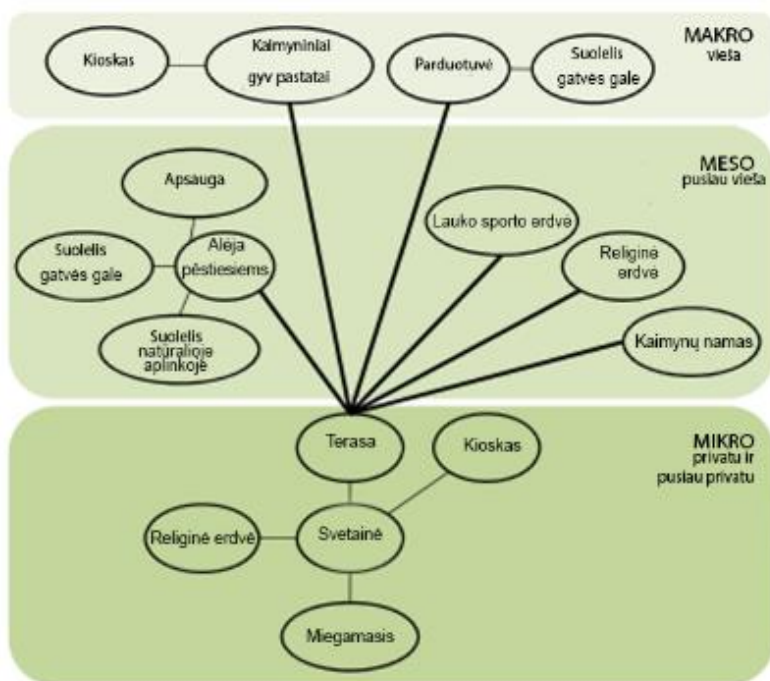 MAKRO
vieša
Kioskas
Kaimyniniai
gyv pastatai
Parduotuvė
Suolelis
gatvės gale
MESO
pusiau vieša
Apsauga
Suolelis
gatvės gale
Alėja
pėstiesiems
Suolelis
natūralioje
aplinkoje
Lauko sporto erdvė
Religinė
erdvė
Kaimynų namas
MIKRO
privatu ir
pusiau privatu
Terasa
Kioskas
Religinė erdvė
Svetainė
Miegamasis